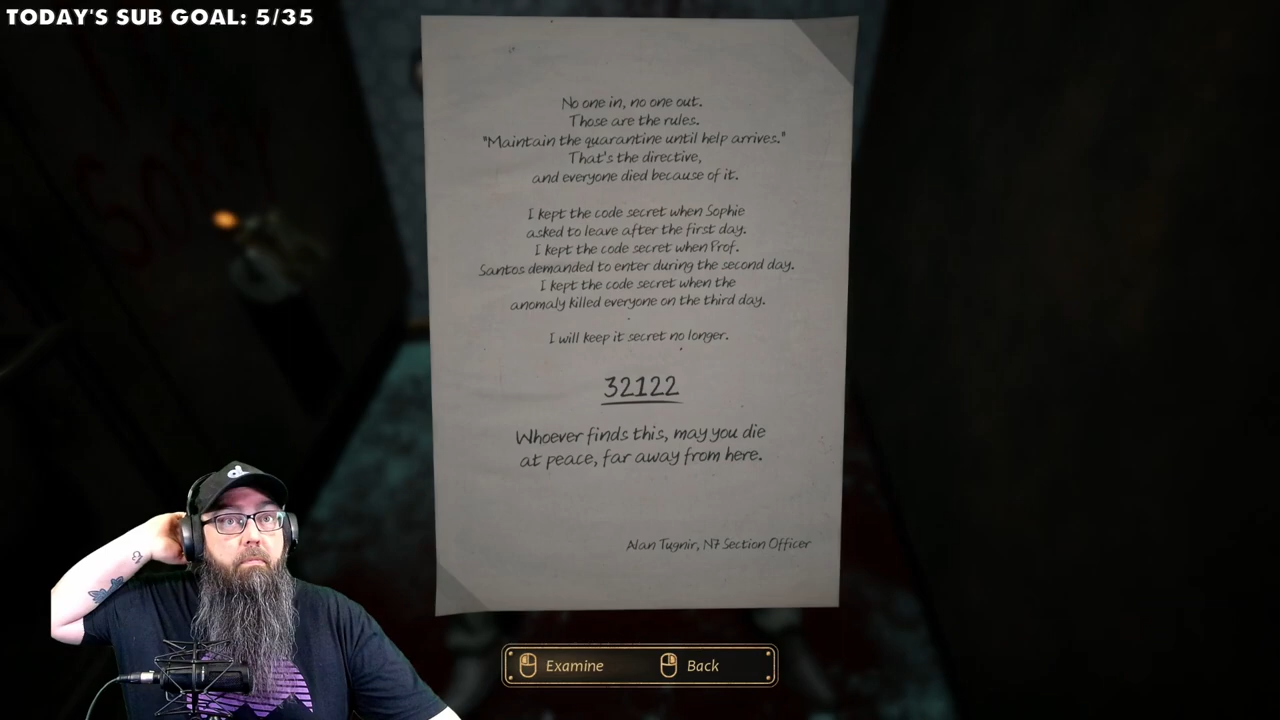 TODAY'S SUB GOAL: 5/35
No one in, no one out.
Those are the rules.
"Maintain the quarantine until help arrives."
That's the directive,
and everyone died because of it.
I kept the code secret when Sophie
asked to leave after the first day.
I kept the code secret when Prof.
Santos demanded to enter during the second day.
I kept the code secret when the
anomaly killed everyone on the third day.
I will keep it secret no longer.
32122
Whoever finds this, may you die
at peace, far away from here.
Alan Tugnir, N7 Section Officer
SORRY
Examine
Back